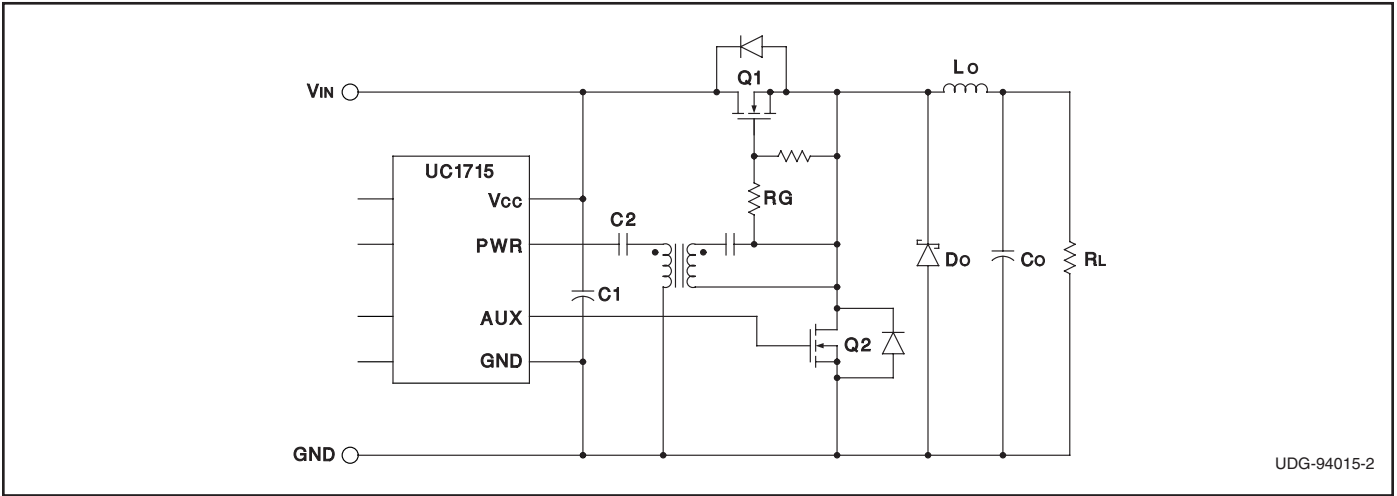 VIN
Q1
LO
UC1715
VCC
C2
RG
PWR
DO
CO
RL
C1
AUX
Q2
GND
GND
UDG-94015-2